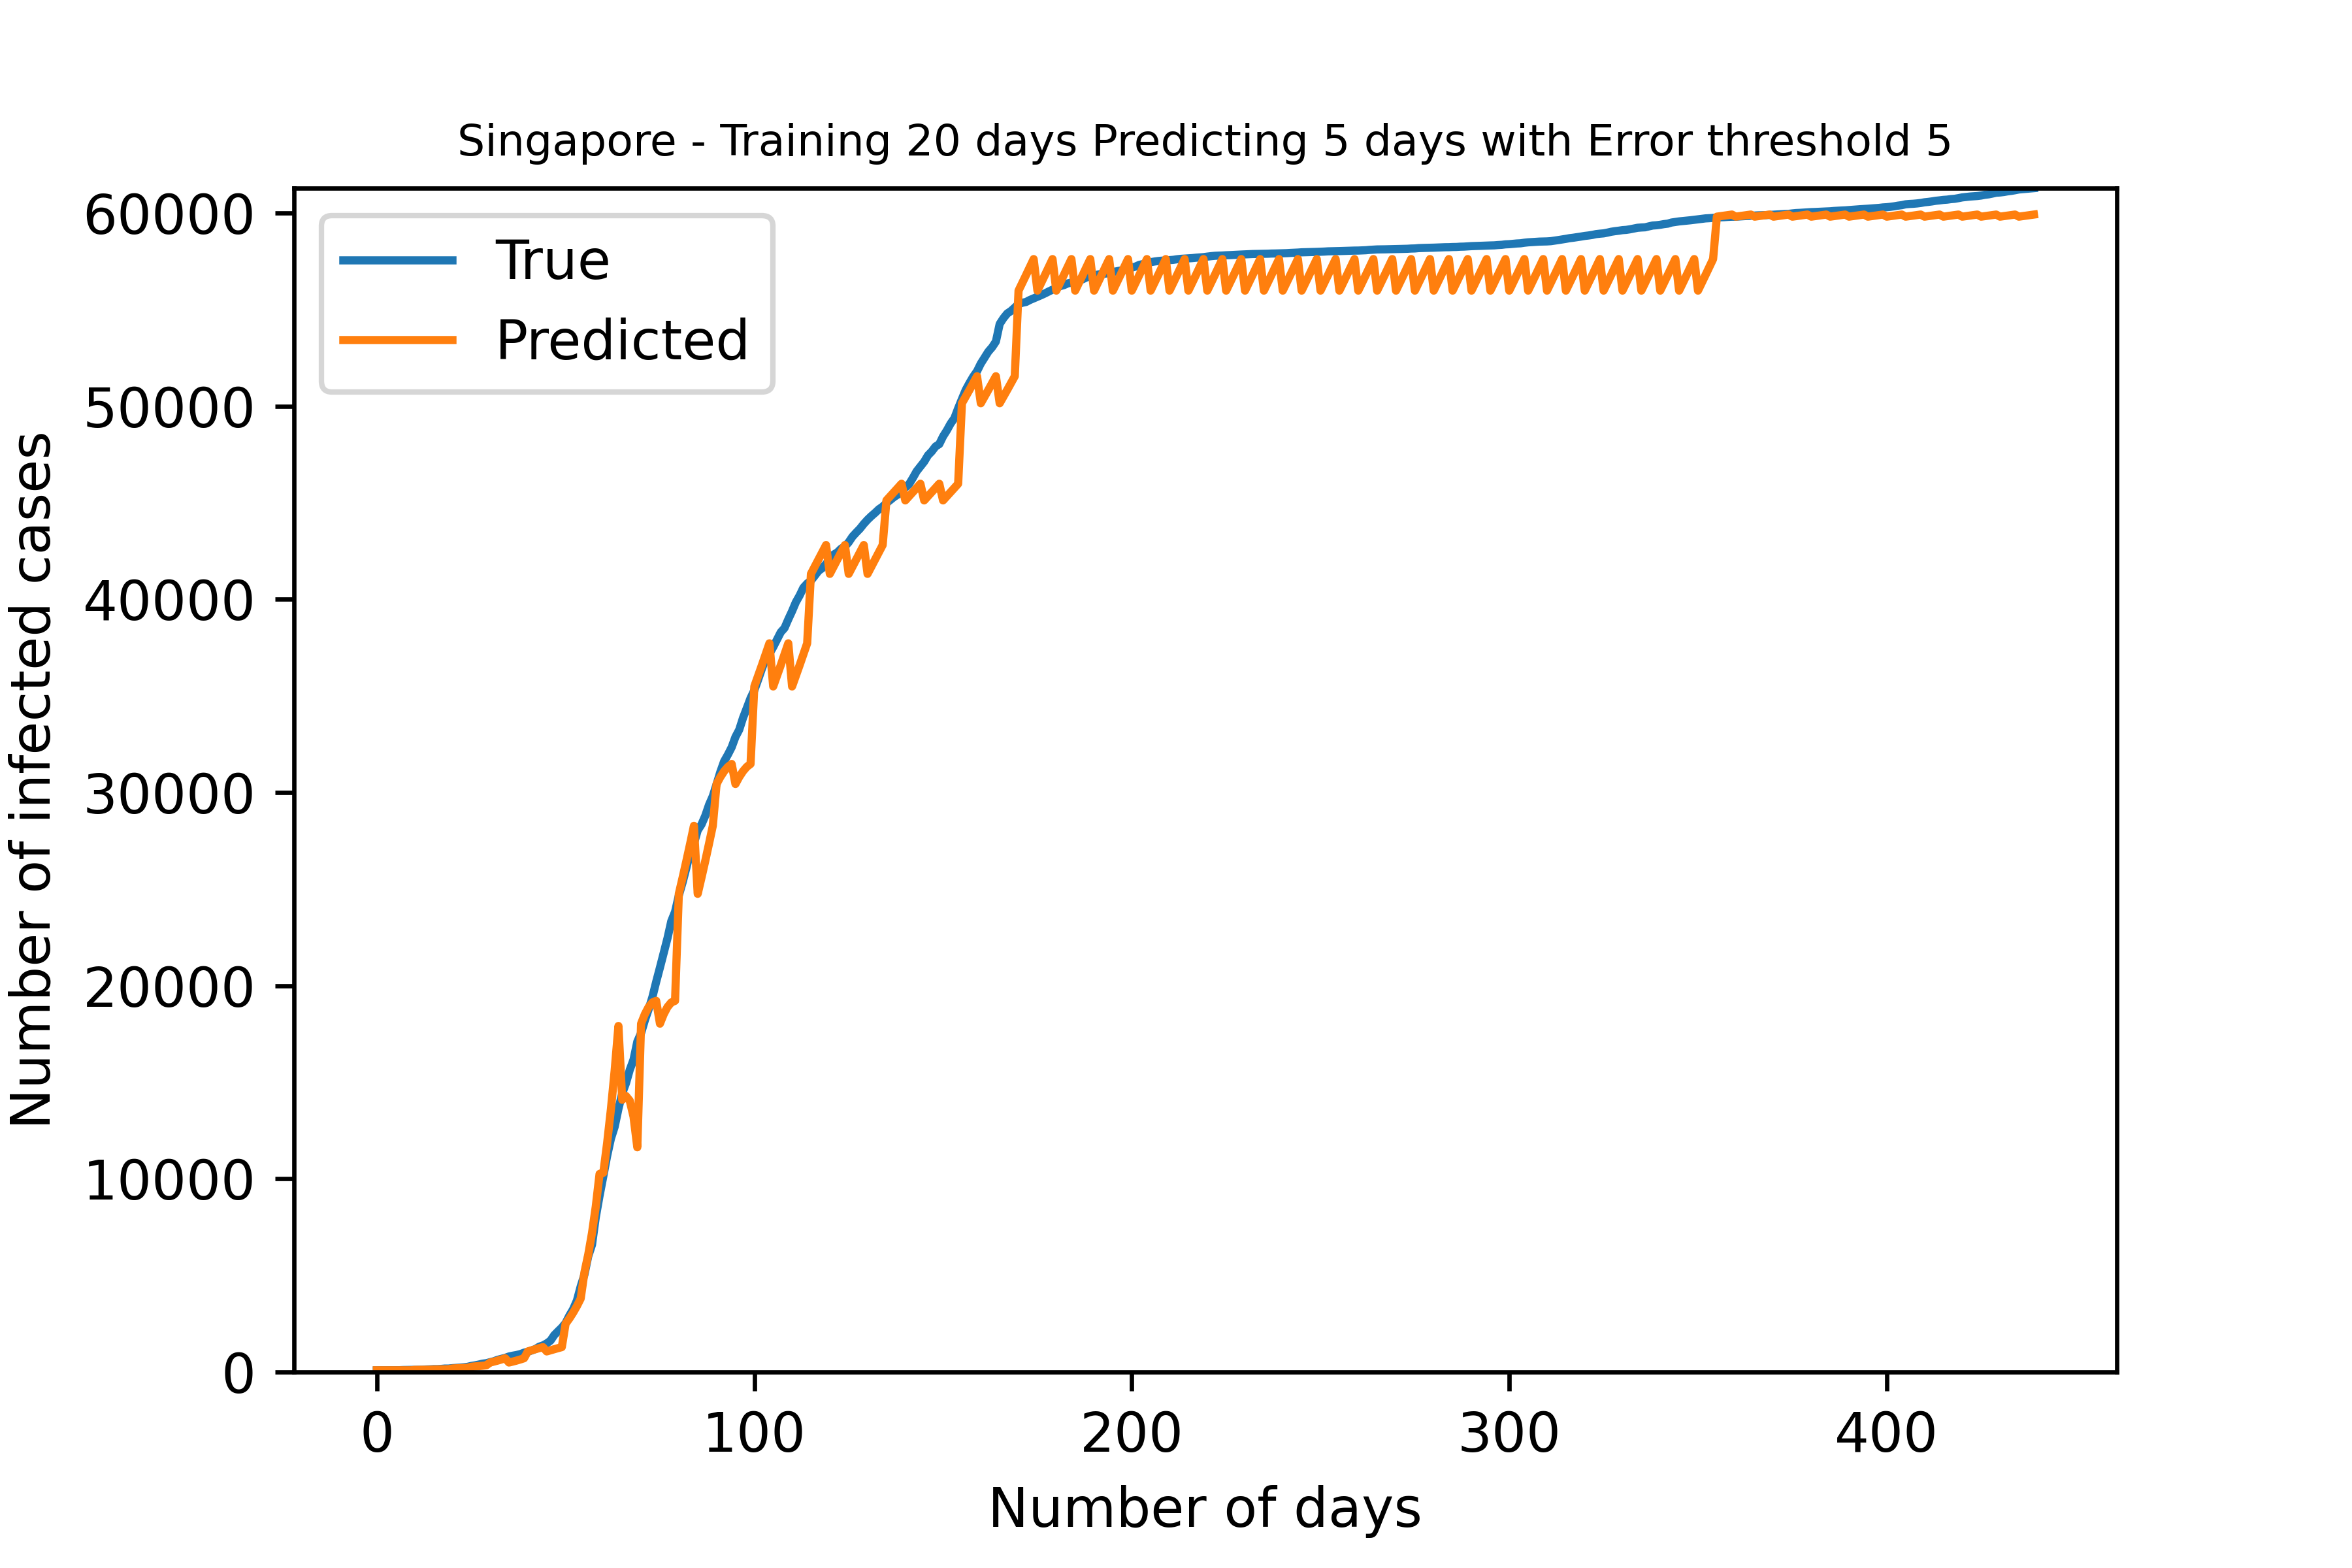 Singapore - Training 20 days Predicting 5 days with Error threshold 5
True
Predicted
Number of infected cases
60000
50000
40000
30000
20000
10000
0
0 100 200 300 400
Number of days